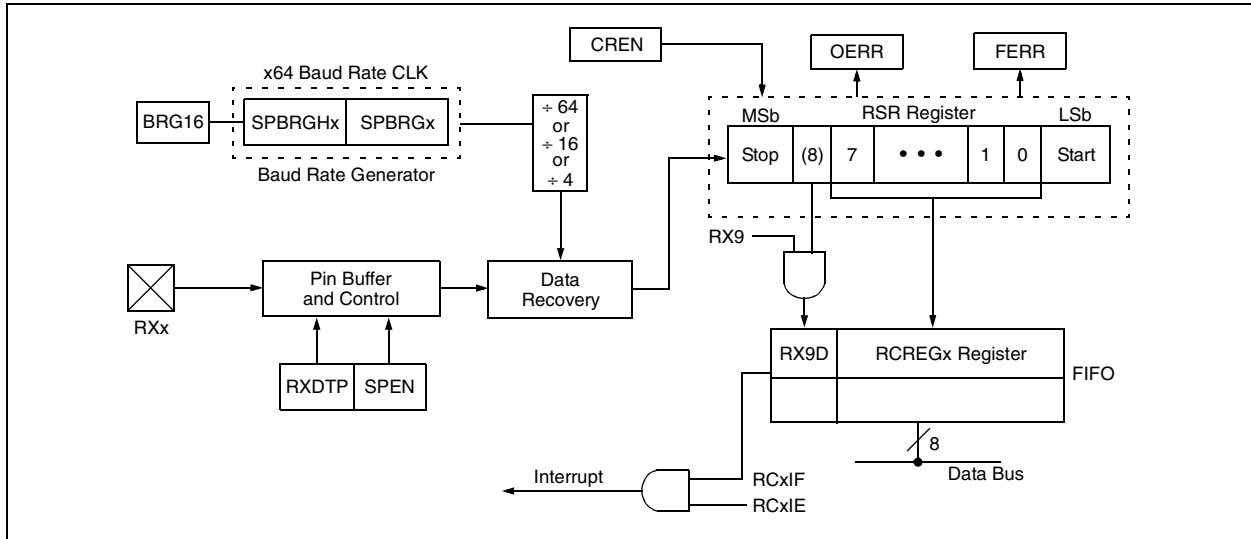 CREN
OERR
FERR
x64 Baud Rate CLK
BRG16
SPBRGHx
SPBRGx
Baud Rate Generator
÷ 64
or
÷ 16
or
÷ 4
MSb
RSR Register
LSb
Stop
(8)
7
• • •
1
0
Start
RX9
RXx
Pin Buffer
and Control
Data
Recovery
RXDTP
SPEN
RX9D
RCREGx Register
FIFO
8
Data Bus
Interrupt
RCxIF
RCxIE